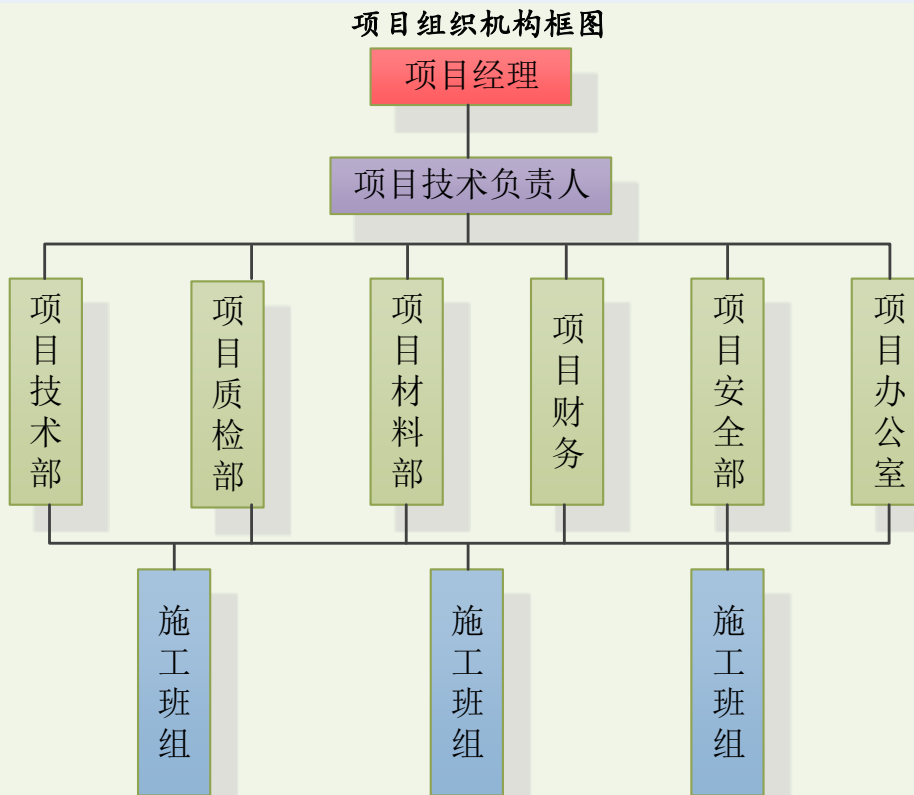 项目组织机构框图
项目经理
项目技术负责人
项目技术部
项目质检部
项目材料部
项目财务
项目安全部
项目办公室
施工班组
施工班组
施工班组